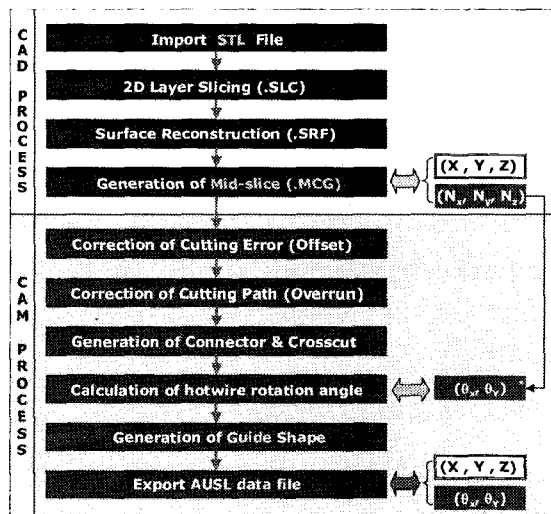 CAD PROCESS
Import STL File
2D Layer Slicing (.SLC)
Surface Reconstruction (.SRF)
Generation of Mid-slice (.MCG)
(X, Y, Z)
(Nx, Ny, Nz)
CAM PROCESS
Correction of Cutting Error (Offset)
Correction of Cutting Path (Overrun)
Generation of Connector & Crosscut
Calculation of hotwire rotation angle
(θx, θY)
Generation of Guide Shape
Export AUSL data file
(X, Y, Z)
(θx, θY)